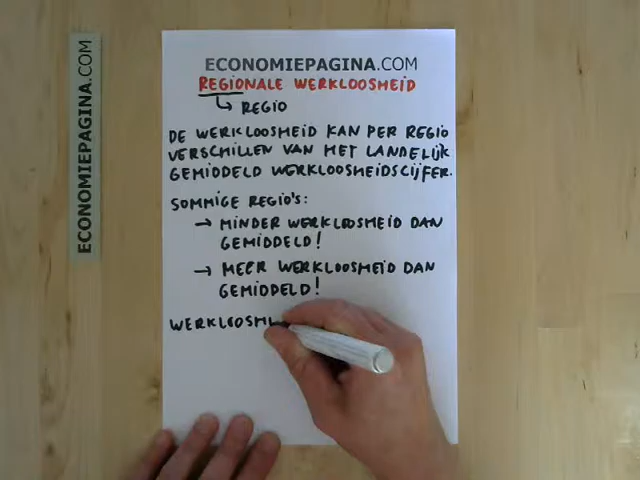 ECONOMIEPAGINA.COM
ECONOMIEPAGINA.COM
REGIONALE WERKLOOSHEID
↳ REGIO
DE WERKLOOSHEID KAN PER REGIO
VERSCHILLEN VAN HET LANDELIJK
GEMIDDELD WERKLOOSHEIDSCIJFER.
SOMMIGE REGIO'S:
→ MINDER WERKLOOSHEID DAN
GEMIDDELD!
→ MEER WERKLOOSHEID DAN
GEMIDDELD!